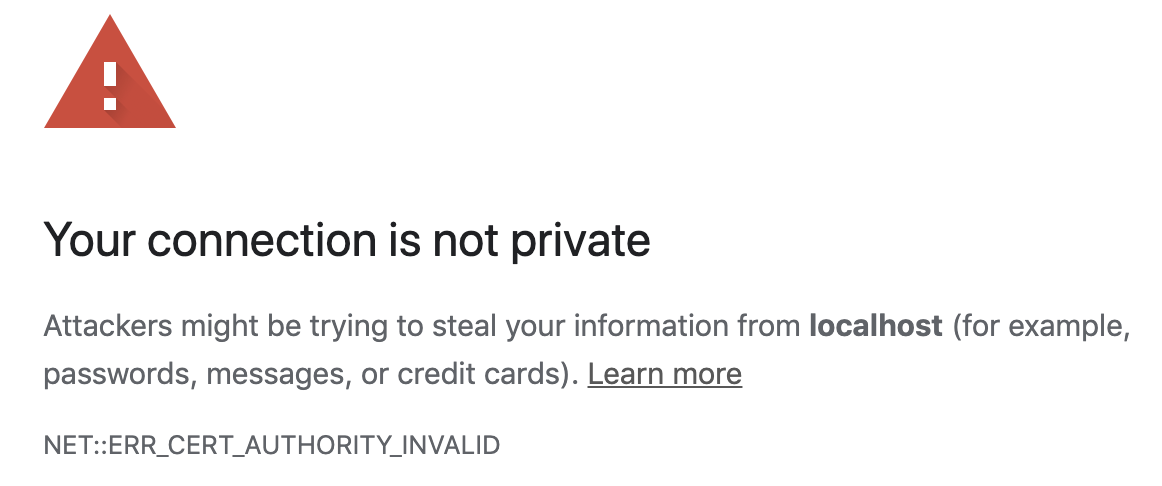 Your connection is not private
Attackers might be trying to steal your information from localhost (for example,
passwords, messages, or credit cards). Learn more
NET::ERR_CERT_AUTHORITY_INVALID